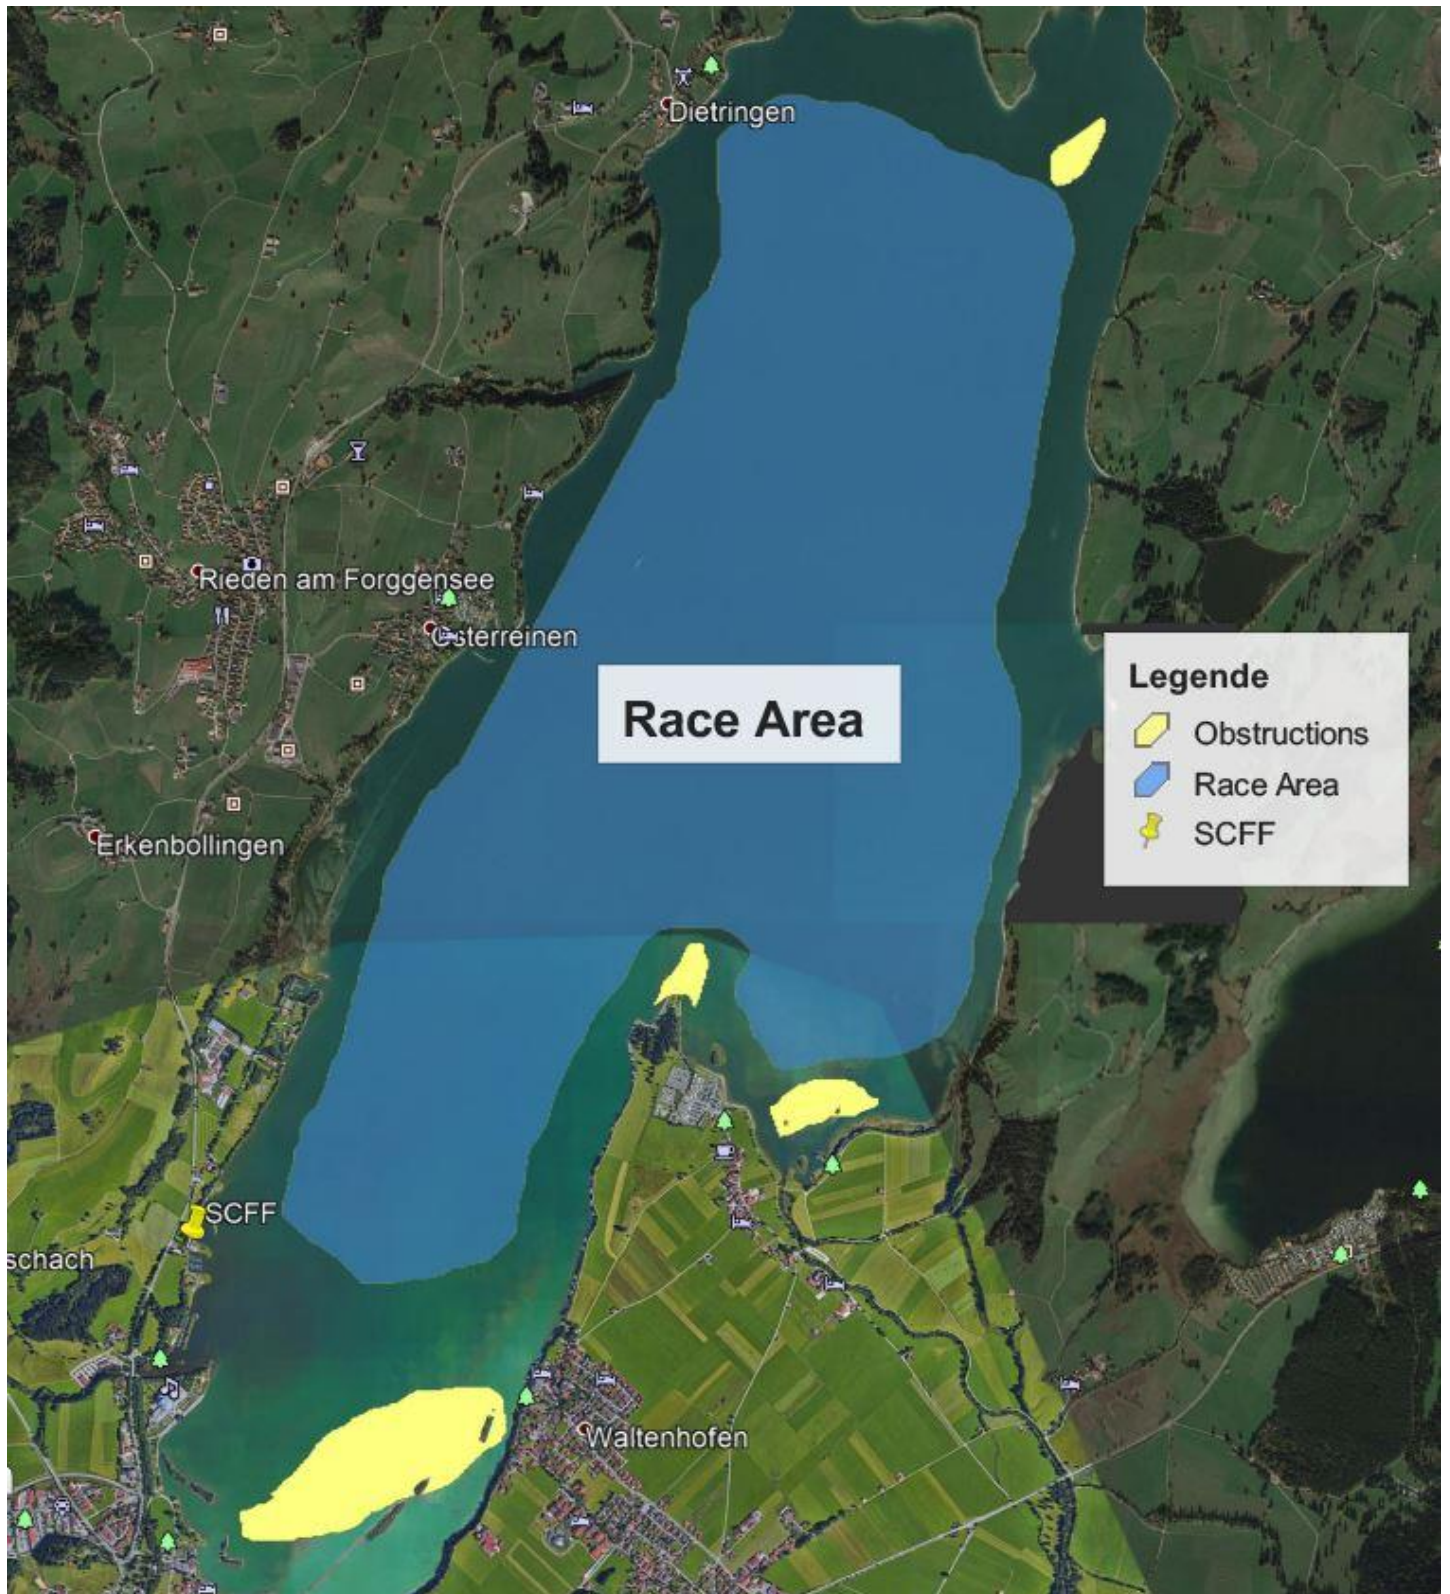 Dietringen
Rieden am Forggensee
Osterreinen
Race Area
Legende
Obstructions
Race Area
SCFF
Erkenbollingen
SCFF
schach
Waltenhofen